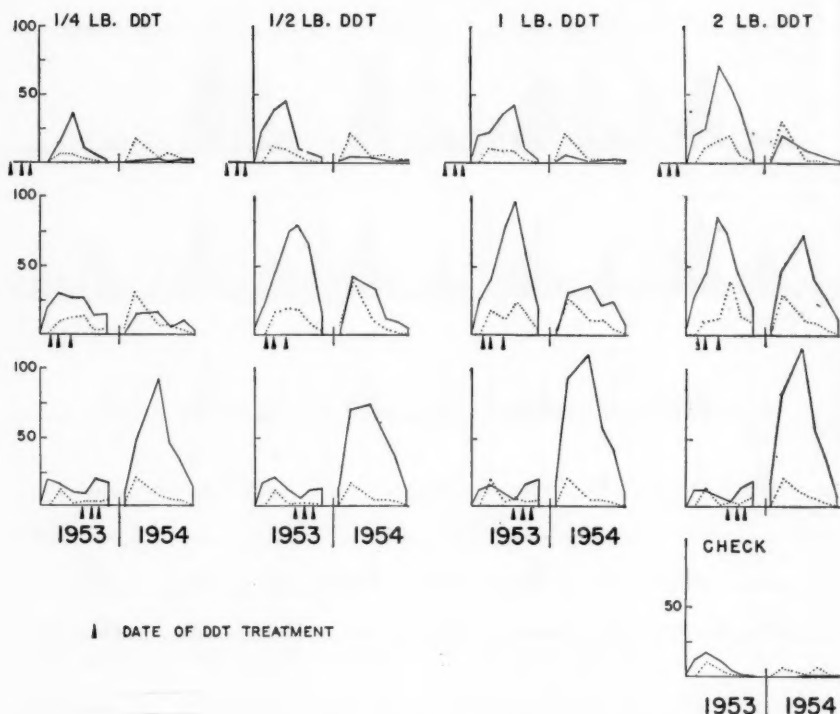 1/4 LB. DDT 1/2 LB. DDT 1 LB. DDT 2 LB. DDT
100
50
100
50
100
50
1953 1954 1953 1954 1953 1954
CHECK
50
DATE OF DDT TREATMENT
1953 1954